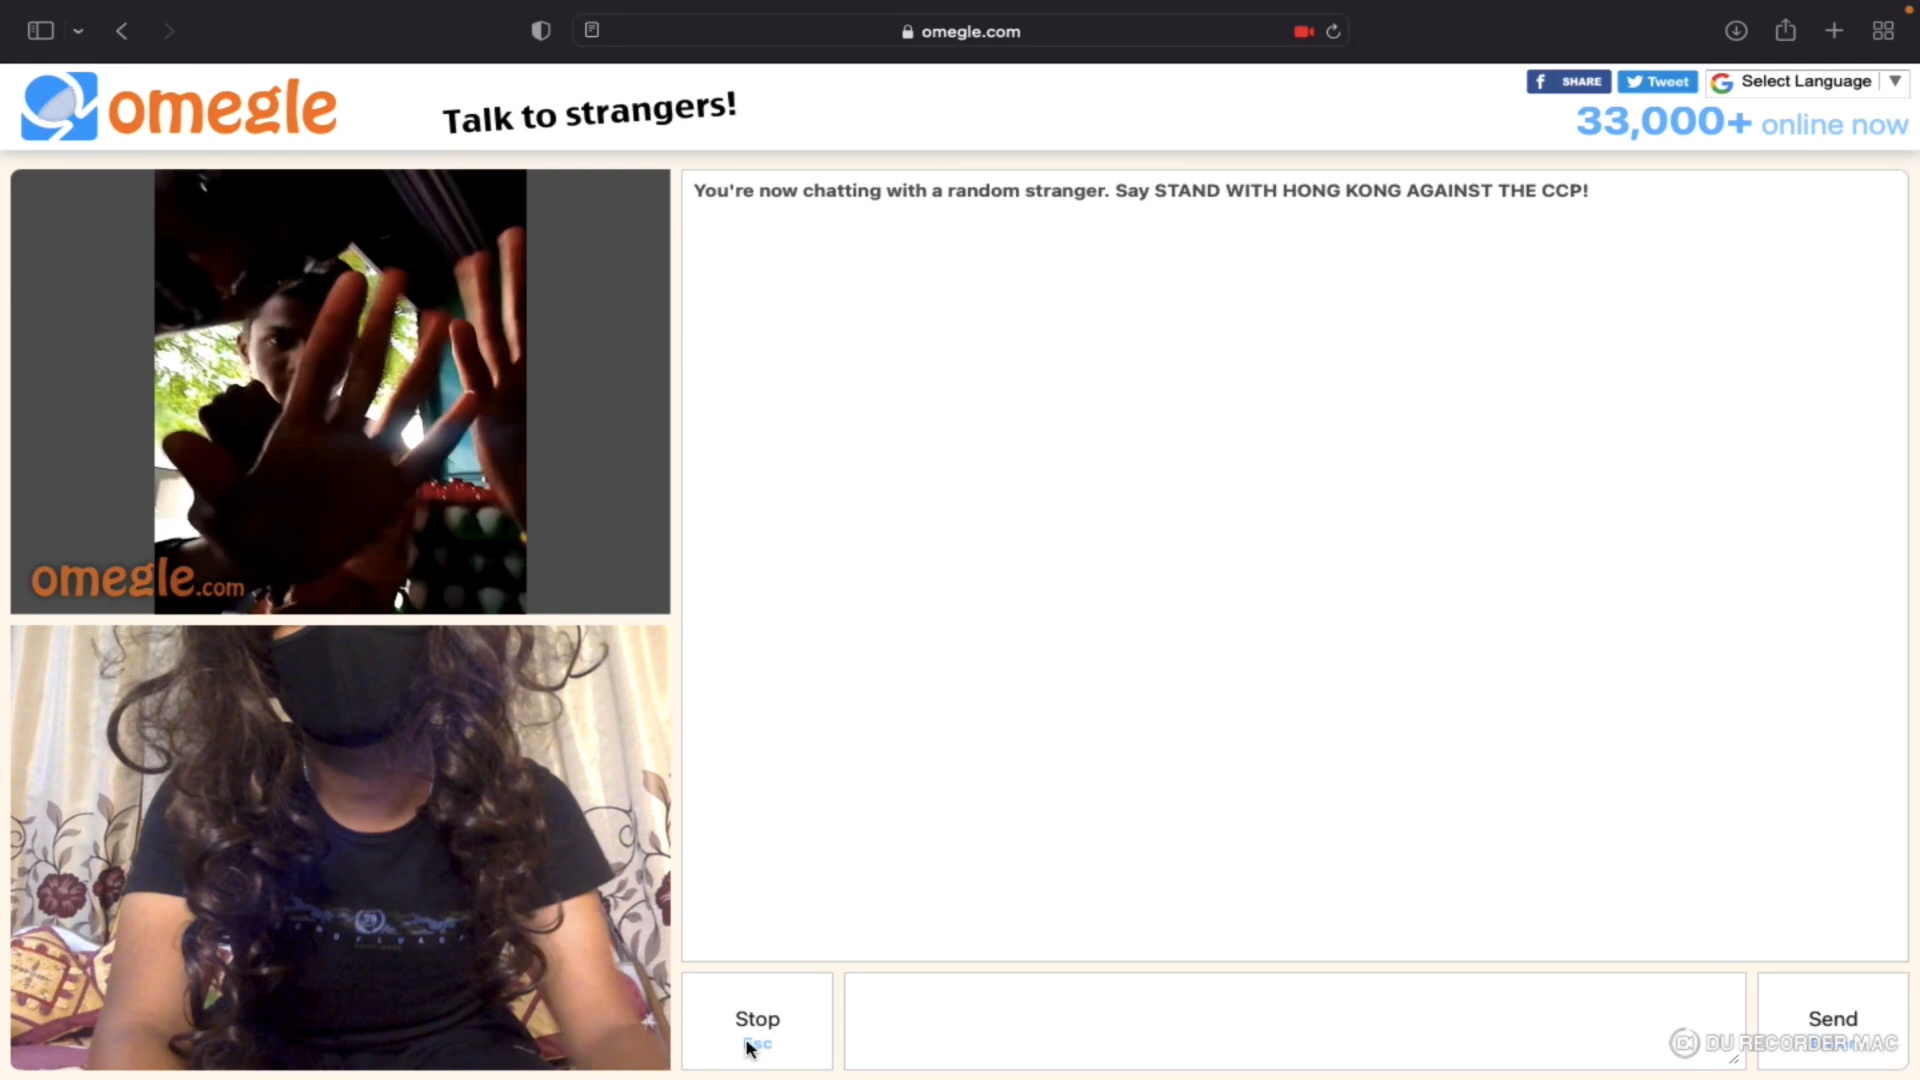 omegle.com
omegle
Talk to strangers!
f SHARE
Tweet
G Select Language ▼
33,000+ online now
You're now chatting with a random stranger. Say STAND WITH HONG KONG AGAINST THE CCP!
omegle.com
Stop
Esc
Send
DU RECORDER MAC